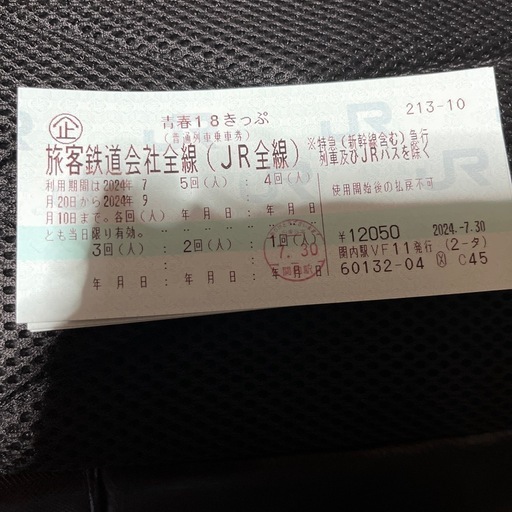 213-10
企
青春18きっぷ
(普通列車乗車券)
旅客鉄道会社全線(JR全線)
※特急(新幹線含む)急行
列車及びJRバスを除く
利用期間は2024年 7
月20日から2024年 9
月10日まで。各回(人)
とも当日限り有効。
5回(人) : 4回(人) :
年 月 日 : 年 月 日
3回(人) : 2回(人) : 1回(人)
年 月 日 : 年 月 日 : 年 月 日
7.30
使用開始後の払戻不可
¥12050 2024.-7.30
関内駅VF11発行 (2-タ)
60132-04 C45
JR